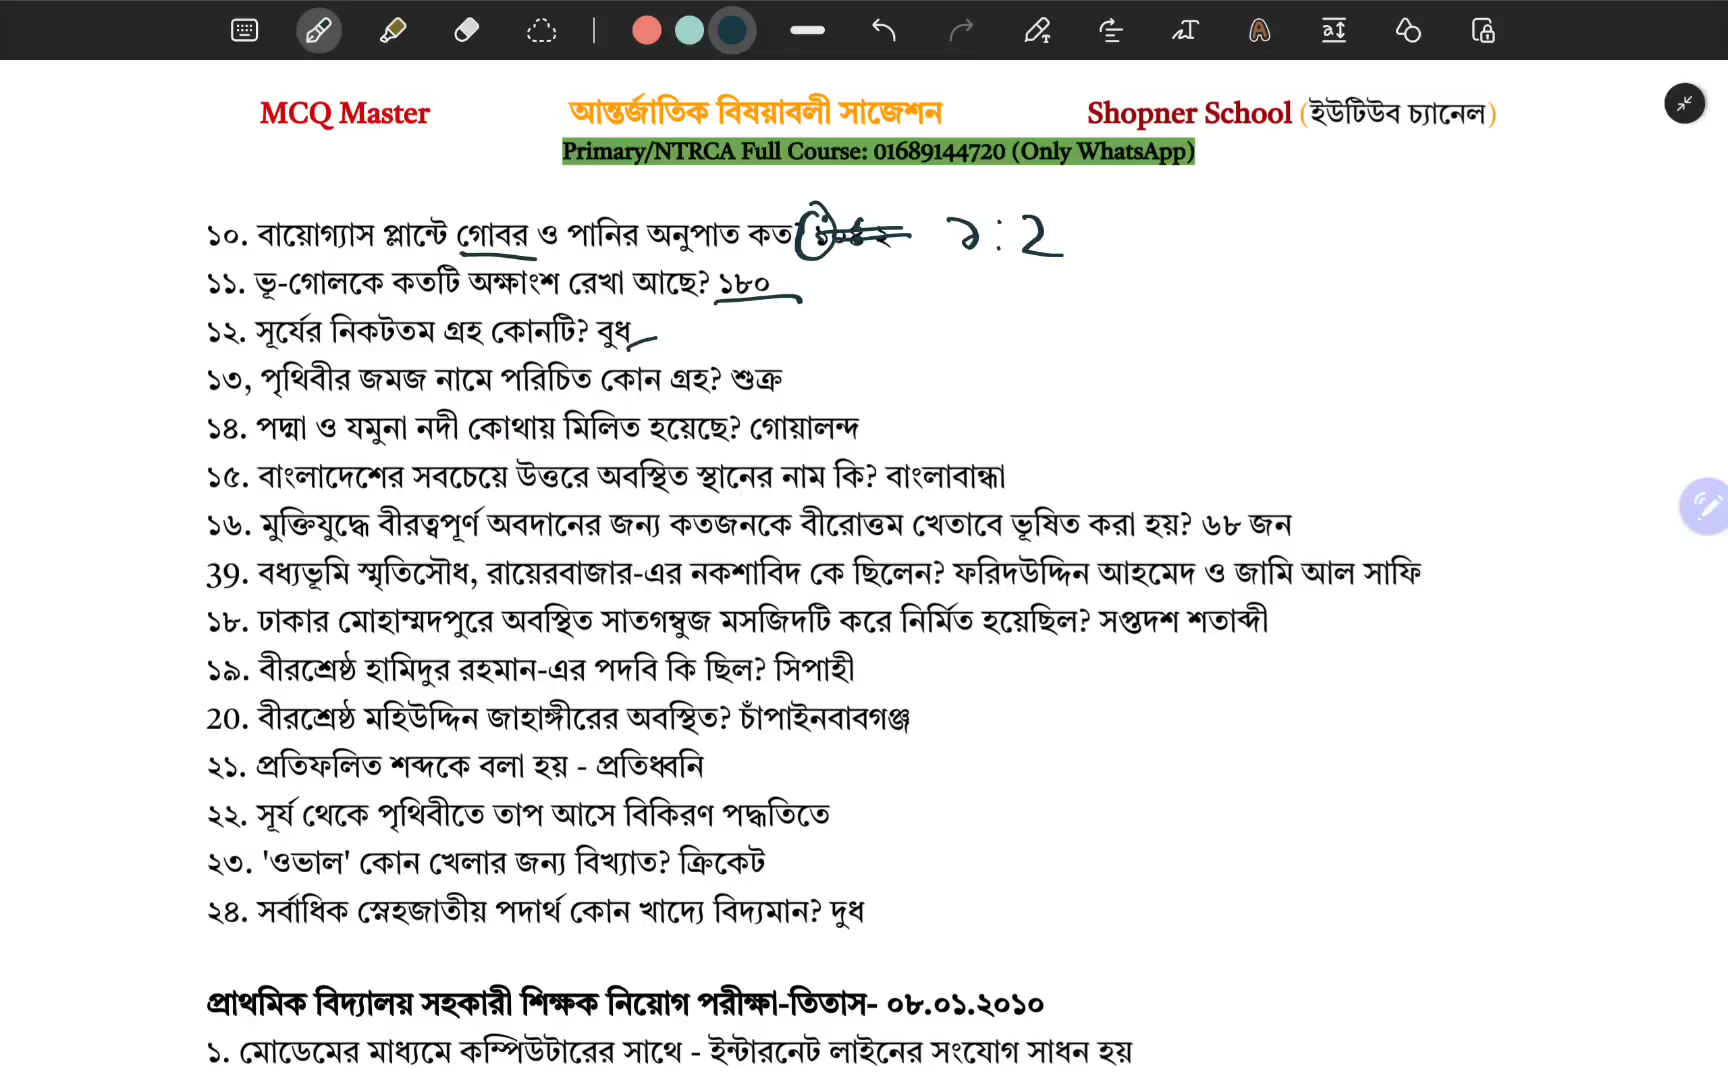 MCQ Master আন্তর্জাতিক বিষয়াবলী সাজেশন Shopner School (ইউটিউব চ্যানেল)
Primary/NTRCA Full Course: 01689144720 (Only WhatsApp)
১০. বায়োগ্যাস প্লান্টে গোবর ও পানির অনুপাত কত? ১:2
১১. ভূ-গোলকে কতটি অক্ষাংশ রেখা আছে? ১৮০
১২. সূর্যের নিকটতম গ্রহ কোনটি? বুধ
১৩, পৃথিবীর জমজ নামে পরিচিত কোন গ্রহ? শুক্র
১৪. পদ্মা ও যমুনা নদী কোথায় মিলিত হয়েছে? গোয়ালন্দ
১৫. বাংলাদেশের সবচেয়ে উত্তরে অবস্থিত স্থানের নাম কি? বাংলাবান্ধা
১৬. মুক্তিযুদ্ধে বীরত্বপূর্ণ অবদানের জন্য কতজনকে বীরোত্তম খেতাবে ভূষিত করা হয়? ৬৮ জন
39. বধ্যভূমি স্মৃতিসৌধ, রায়েরবাজার-এর নকশাবিদ কে ছিলেন? ফরিদউদ্দিন আহমেদ ও জামি আল সাফি
১৮. ঢাকার মোহাম্মদপুরে অবস্থিত সাতগম্বুজ মসজিদটি করে নির্মিত হয়েছিল? সপ্তদশ শতাব্দী
১৯. বীরশ্রেষ্ঠ হামিদুর রহমান-এর পদবি কি ছিল? সিপাহী
20. বীরশ্রেষ্ঠ মহিউদ্দিন জাহাঙ্গীরের অবস্থিত? চাঁপাইনবাবগঞ্জ
২১. প্রতিফলিত শব্দকে বলা হয় - প্রতিধ্বনি
২২. সূর্য থেকে পৃথিবীতে তাপ আসে বিকিরণ পদ্ধতিতে
২৩. 'ওভাল' কোন খেলার জন্য বিখ্যাত? ক্রিকেট
২৪. সর্বাধিক স্নেহজাতীয় পদার্থ কোন খাদ্যে বিদ্যমান? দুধ
প্রাথমিক বিদ্যালয় সহকারী শিক্ষক নিয়োগ পরীক্ষা-তিতাস- ০৮.০১.২০১০
১. মোডেমের মাধ্যমে কম্পিউটারের সাথে - ইন্টারনেট লাইনের সংযোগ সাধন হয়